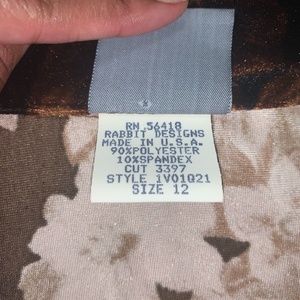 RN 56418
RABBIT DESIGNS
MADE IN U.S.A.
90%POLYESTER
10%SPANDEX
CUT 3397
STYLE 1V01Q21
SIZE 12